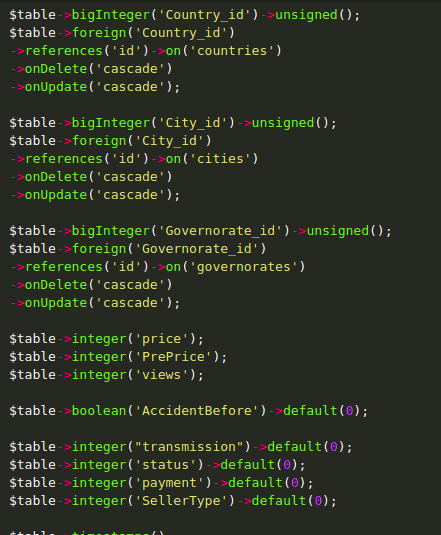 $table->bigInteger('Country_id')->unsigned();
$table->foreign('Country_id')
->references('id')->on('countries')
->onDelete('cascade')
->onUpdate('cascade');
$table->bigInteger('City_id')->unsigned();
$table->foreign('City_id')
->references('id')->on('cities')
->onDelete('cascade')
->onUpdate('cascade');
$table->bigInteger('Governorate_id')->unsigned();
$table->foreign('Governorate_id')
->references('id')->on('governorates')
->onDelete('cascade')
->onUpdate('cascade');
$table->integer('price');
$table->integer('PrePrice');
$table->integer('views');
$table->boolean('AccidentBefore')->default(0);
$table->integer("transmission")->default(0);
$table->integer('status')->default(0);
$table->integer('payment')->default(0);
$table->integer('SellerType')->default(0);